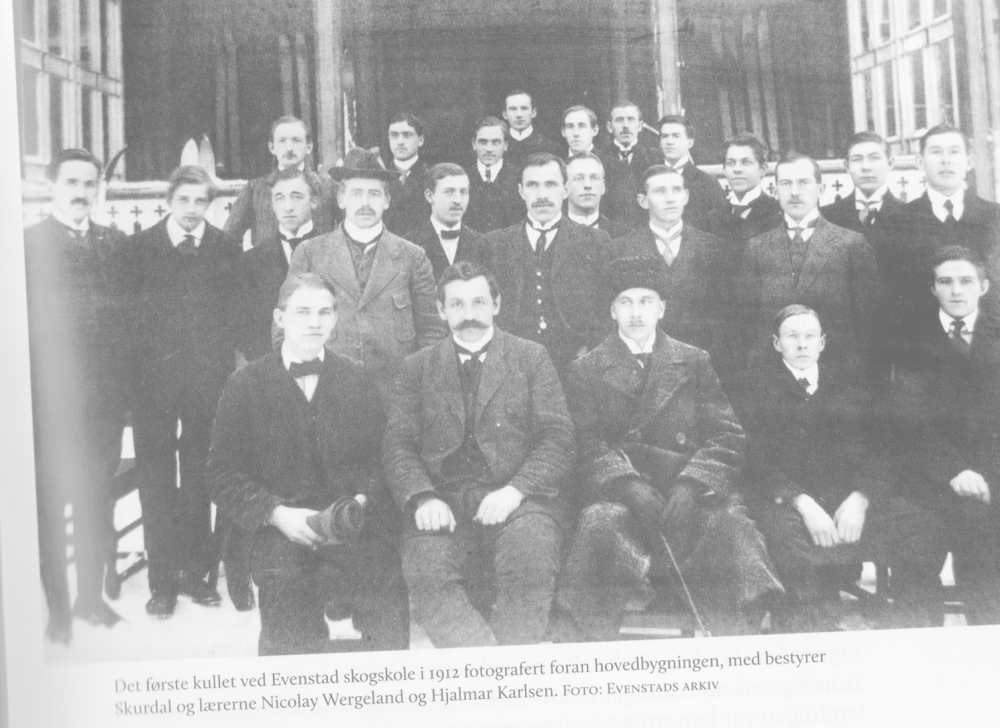 Det første kullet ved Evenstad skogskole i 1912 fotografert foran hovedbygningen, med bestyrer
Skurdal og lærerne Nicolay Wergeland og Hjalmar Karlsen. FOTO: EVENSTADS ARKIV